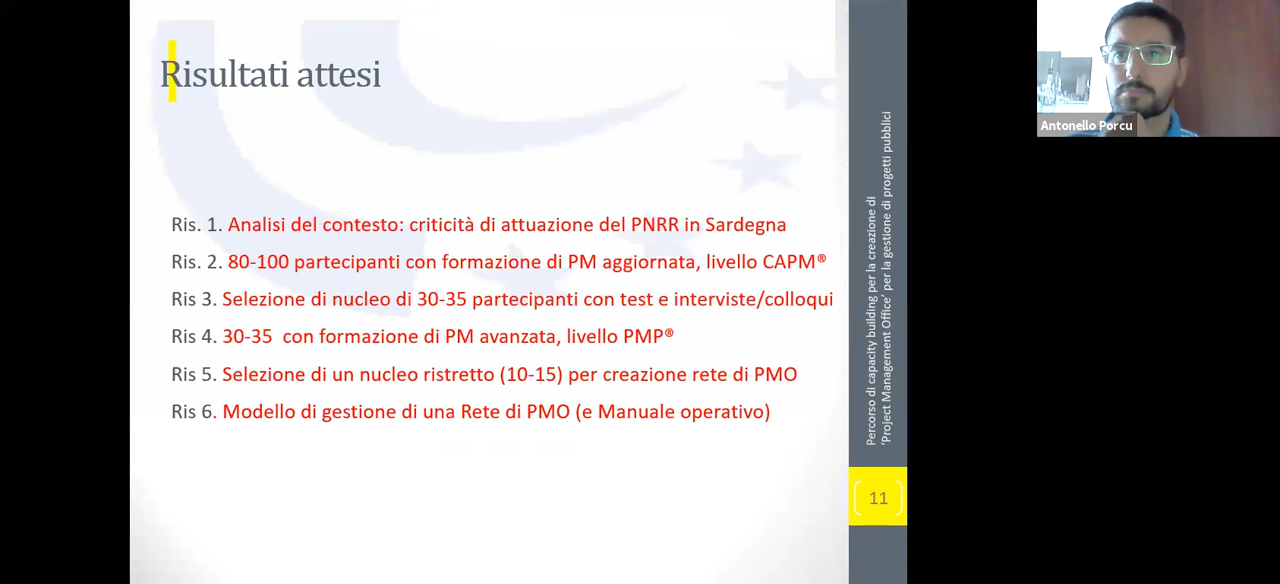 Risultati attesi
Ris. 1. Analisi del contesto: criticità di attuazione del PNRR in Sardegna
Ris. 2. 80-100 partecipanti con formazione di PM aggiornata, livello CAPM®
Ris 3. Selezione di nucleo di 30-35 partecipanti con test e interviste/colloqui
Ris 4. 30-35 con formazione di PM avanzata, livello PMP®
Ris 5. Selezione di un nucleo ristretto (10-15) per creazione rete di PMO
Ris 6. Modello di gestione di una Rete di PMO (e Manuale operativo)
Percorso di capacity building per la creazione di
'Project Management Office' per la gestione di progetti pubblici
11
Antonello Porcu